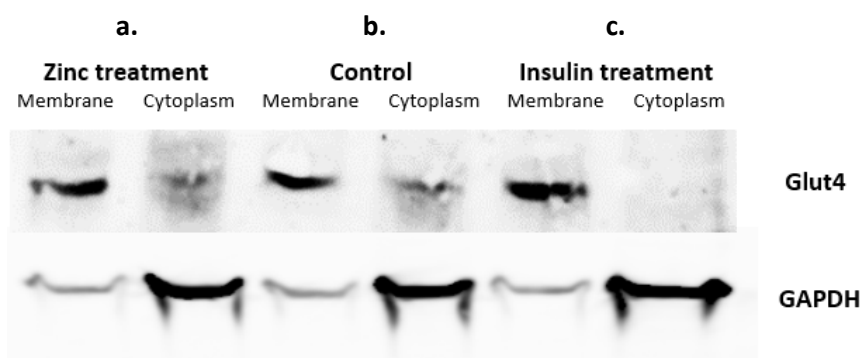 a. b. c.
Zinc treatment Control Insulin treatment
Membrane Cytoplasm Membrane Cytoplasm Membrane Cytoplasm
Glut4
GAPDH